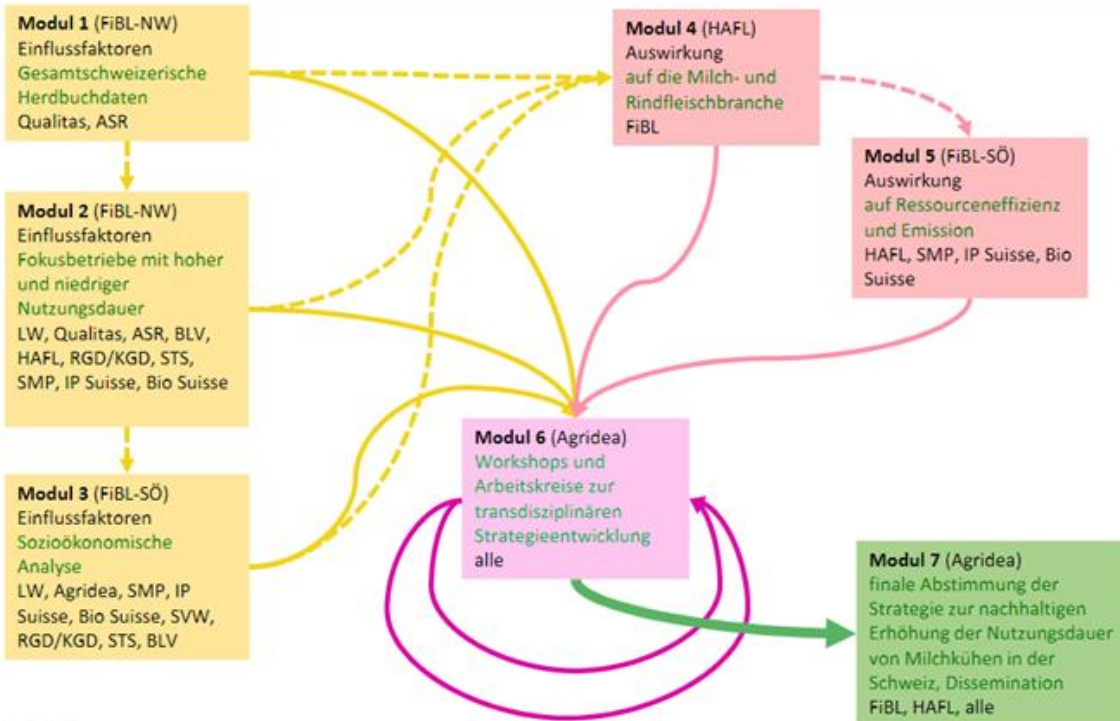 Modul 1 (FiBL-NW)
Einflussfaktoren
Gesamtschweizerische
Herdbuchdaten
Qualitas, ASR
Modul 2 (FiBL-NW)
Einflussfaktoren
Fokusbetriebe mit hoher
und niedriger
Nutzungsdauer
LW, Qualitas, ASR, BLV,
HAFL, RGD/KGD, STS,
SMP, IP Suisse, Bio Suisse
Modul 3 (FiBL-SÖ)
Einflussfaktoren
Sozioökonomische
Analyse
LW, Agridea, SMP, IP
Suisse, Bio Suisse, SVW,
RGD/KGD, STS, BLV
Modul 4 (HAFL)
Auswirkung
auf die Milch- und
Rindfleischbranche
FiBL
Modul 5 (FiBL-SÖ)
Auswirkung
auf Ressourceneffizienz
und Emission
HAFL, SMP, IP Suisse, Bio
Suisse
Modul 6 (Agridea)
Workshops und
Arbeitskreise zur
transdisziplinären
Strategieentwicklung
alle
Modul 7 (Agridea)
finale Abstimmung der
Strategie zur nachhaltigen
Erhöhung der Nutzungsdauer
von Milchkühen in der
Schweiz, Dissemination
FiBL, HAFL, alle